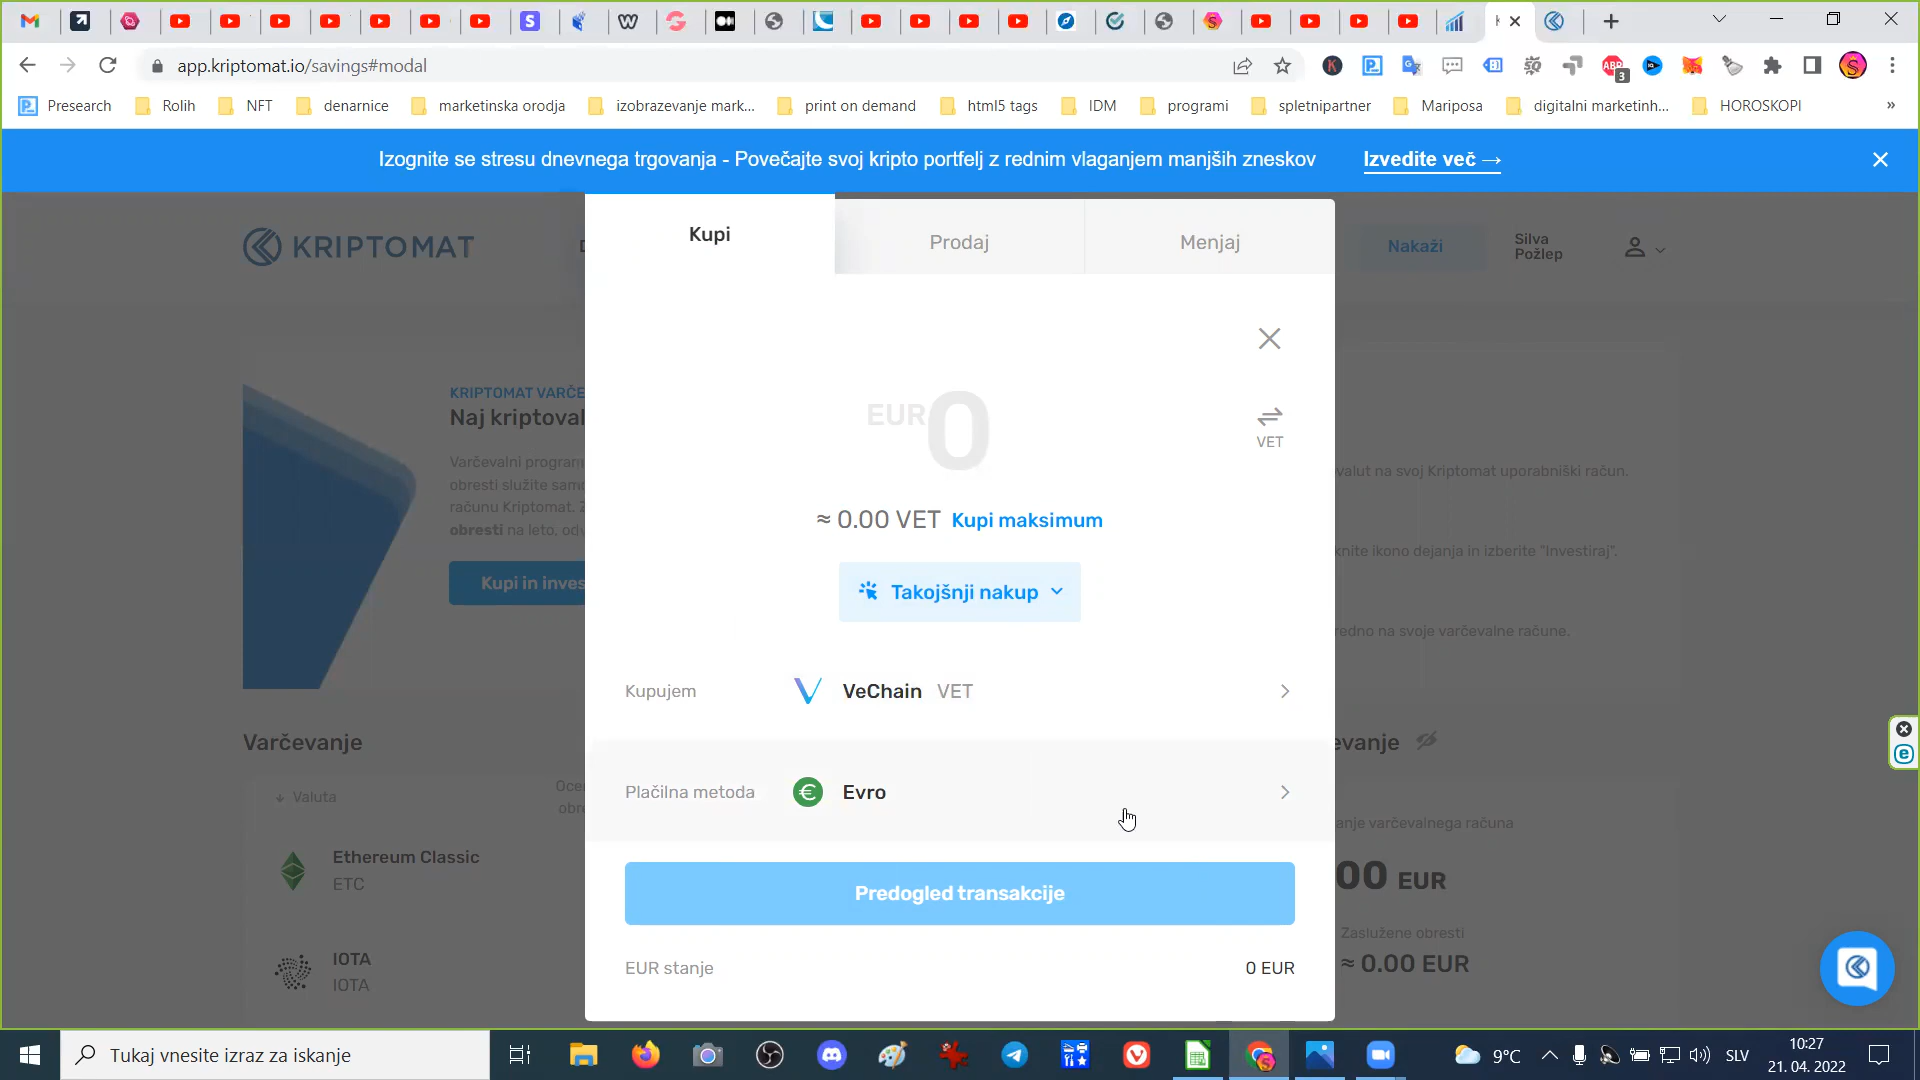 app.kriptomat.io/savings#modal
ABP
3
Presearch
Rolih
NFT
denarnice
marketinska orodja
izobrazevanje mark...
print on demand
html5 tags
IDM
programi
spletnipartner
Mariposa
digitalni marketinh...
HOROSKOPI
»
Izognite se stresu dnevnega trgovanja - Povečajte svoj kripto portfelj z rednim vlaganjem manjših zneskov
Izvedite več →
KRIPTOMAT
Kupi
Prodaj
Menjaj
Nakaži
Silva
Požlep
EUR 0
VET
≈ 0.00 VET Kupi maksimum
Takojšnji nakup
Kupujem
VeChain VET
Plačilna metoda
Evro
Predogled transakcije
EUR stanje
0 EUR
KRIPTOMAT VARČE
Naj kriptoval
Varčevalni program
obresti služite samo
računu Kriptomat. Z
obresti na leto, odv
Kupi in inves
valut na svoj Kriptomat uporabniški račun.
knite ikono dejanja in izberite "Investiraj".
redno na svoje varčevalne račune.
Varčevanje
↓ Valuta
Ocen
obre
Ethereum Classic
ETC
IOTA
IOTA
evanje
anje varčevalnega računa
00 EUR
Zaslužene obresti
≈ 0.00 EUR
Tukaj vnesite izraz za iskanje
9°C
SLV
10:27
21. 04. 2022